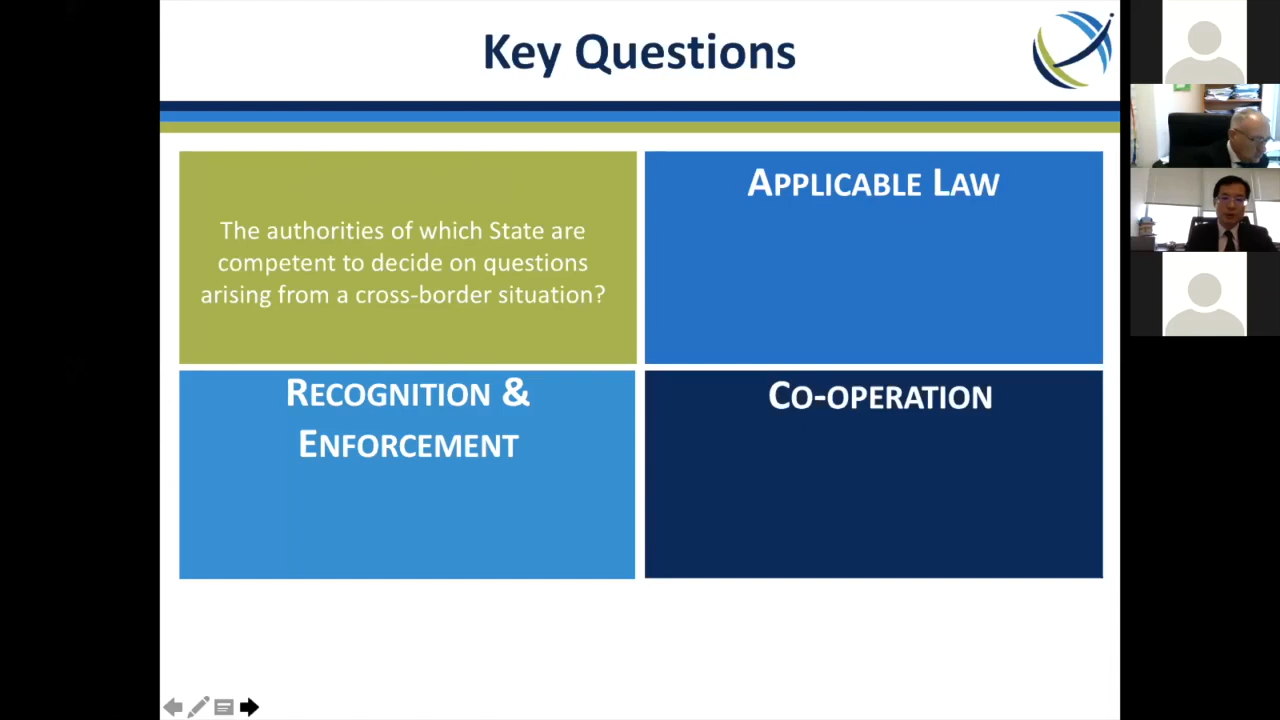 Key Questions
The authorities of which State are
competent to decide on questions
arising from a cross-border situation?
APPLICABLE LAW
RECOGNITION &
ENFORCEMENT
CO-OPERATION